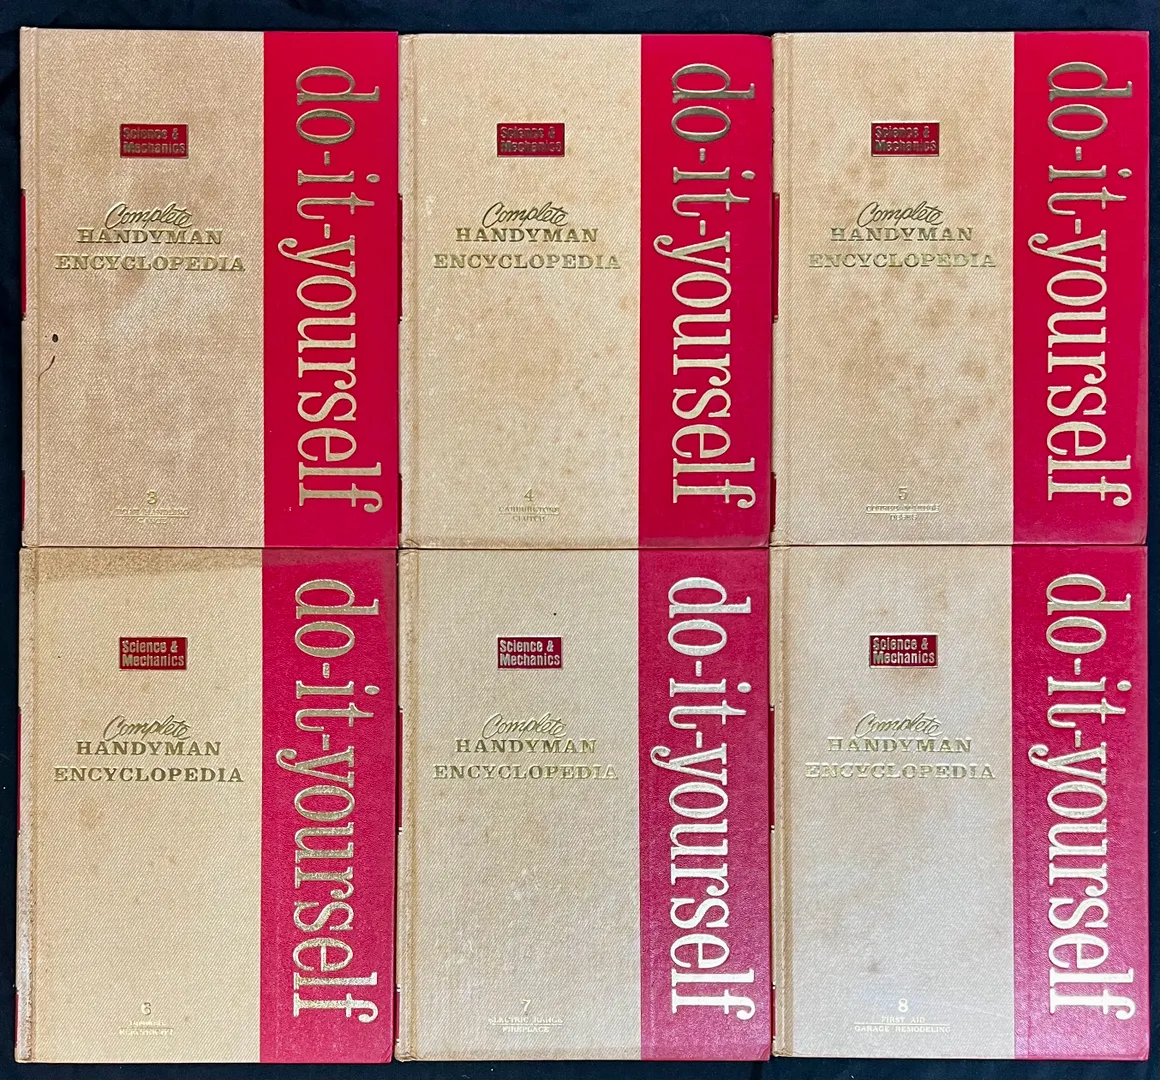 Science &
Mechanics
Complete
HANDYMAN
ENCYCLOPEDIA
3
do-it-yourself
Science &
Mechanics
Complete
HANDYMAN
ENCYCLOPEDIA
4
CARBURETORS
CLUTCH
do-it-yourself
Science &
Mechanics
Complete
HANDYMAN
ENCYCLOPEDIA
5
do-it-yourself
Science &
Mechanics
Complete
HANDYMAN
ENCYCLOPEDIA
6
ELECTRICITY
do-it-yourself
Science &
Mechanics
Complete
HANDYMAN
ENCYCLOPEDIA
7
ELECTRIC RANGE
FIREPLACE
do-it-yourself
Science &
Mechanics
Complete
HANDYMAN
ENCYCLOPEDIA
8
FIRST AID
GARAGE REMODELING
do-it-yourself